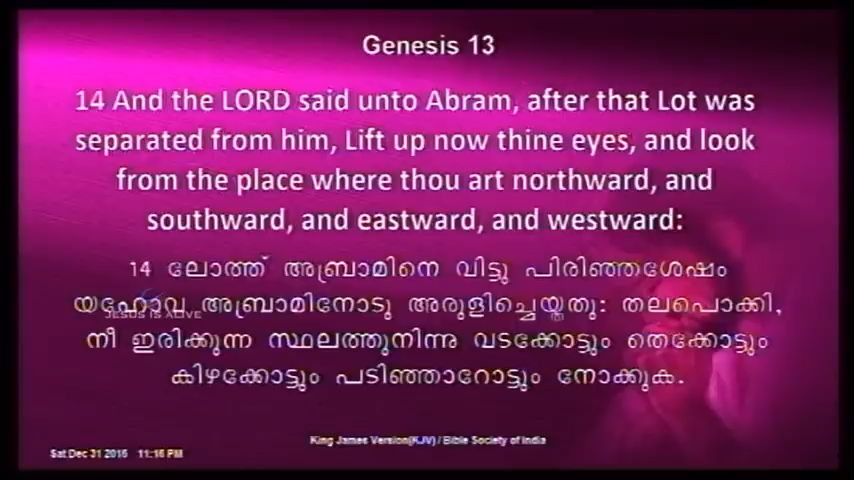 Genesis 13
14 And the LORD said unto Abram, after that Lot was
separated from him, Lift up now thine eyes, and look
from the place where thou art northward, and
southward, and eastward, and westward:
14 ലോത്ത് അബ്രാമിനെ വിട്ടു പിരിഞ്ഞശേഷം
യഹോവ അബ്രാമിനോടു അരുളിച്ചെയ്തതു: തലപൊക്കി,
JESUS IS ALIVE
നീ ഇരിക്കുന്ന സ്ഥലത്തുനിന്നു വടക്കോട്ടും തെക്കോട്ടും
കിഴക്കോട്ടും പടിഞ്ഞാറോട്ടും നോക്കുക.
King James Version(KJV) / Bible Society of India
Sat Dec 31 2016 11:16 PM